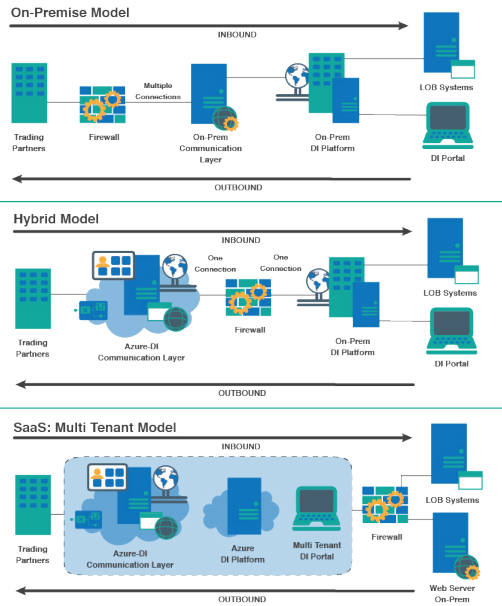 On-Premise Model
INBOUND
Multiple
Connections
LOB Systems
Trading
Partners
Firewall
On-Prem
Communication
Layer
On-Prem
DI Platform
DI Portal
OUTBOUND
Hybrid Model
INBOUND
One
Connection
One
Connection
LOB Systems
Firewall
Trading
Partners
Azure-DI
Communication Layer
On-Prem
DI Platform
DI Portal
OUTBOUND
SaaS: Multi Tenant Model
INBOUND
LOB Systems
Firewall
Trading
Partners
Azure-DI
Communication Layer
Azure
DI Platform
Multi Tenant
DI Portal
Web Server
On-Prem
OUTBOUND